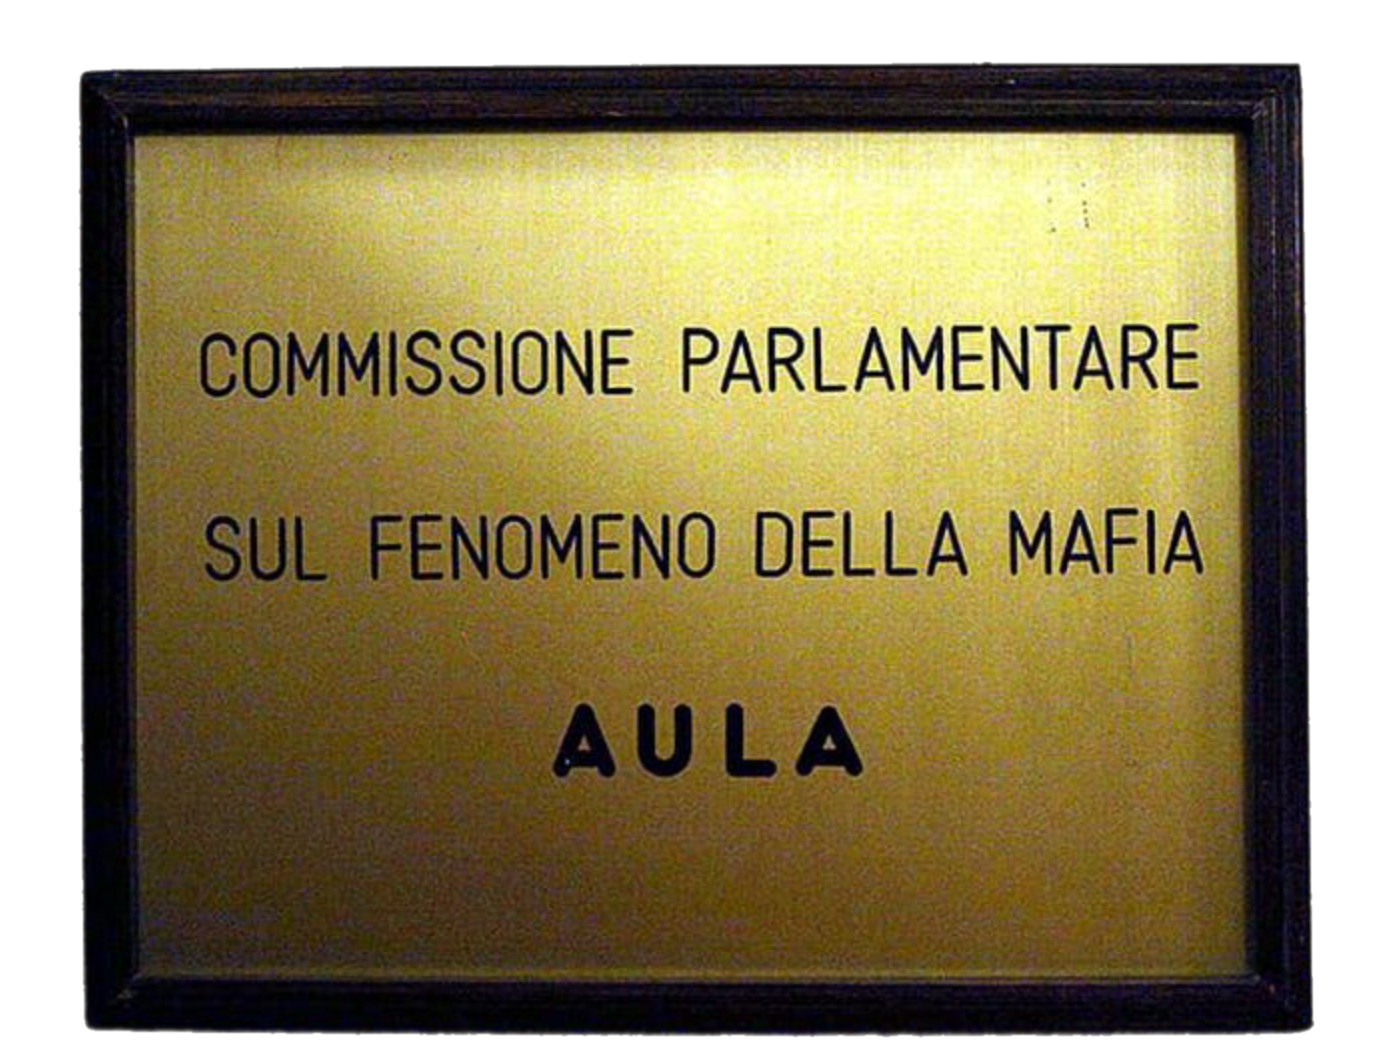 COMMISSIONE PARLAMENTARE
SUL FENOMENO DELLA MAFIA
AULA